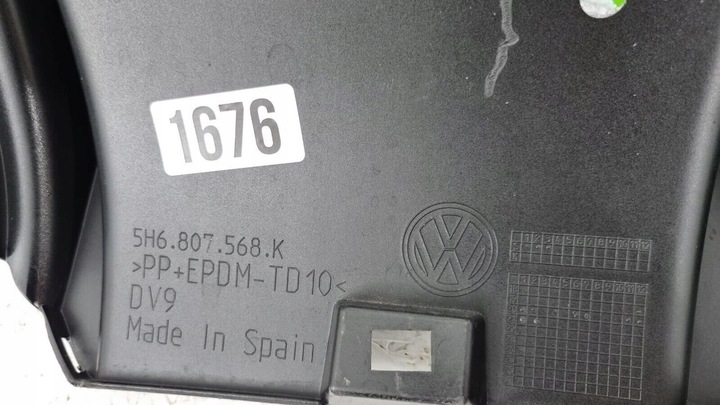 1676
5H6.807.568.K
>PP+EPDM-TD10<
DV9
Made In Spain